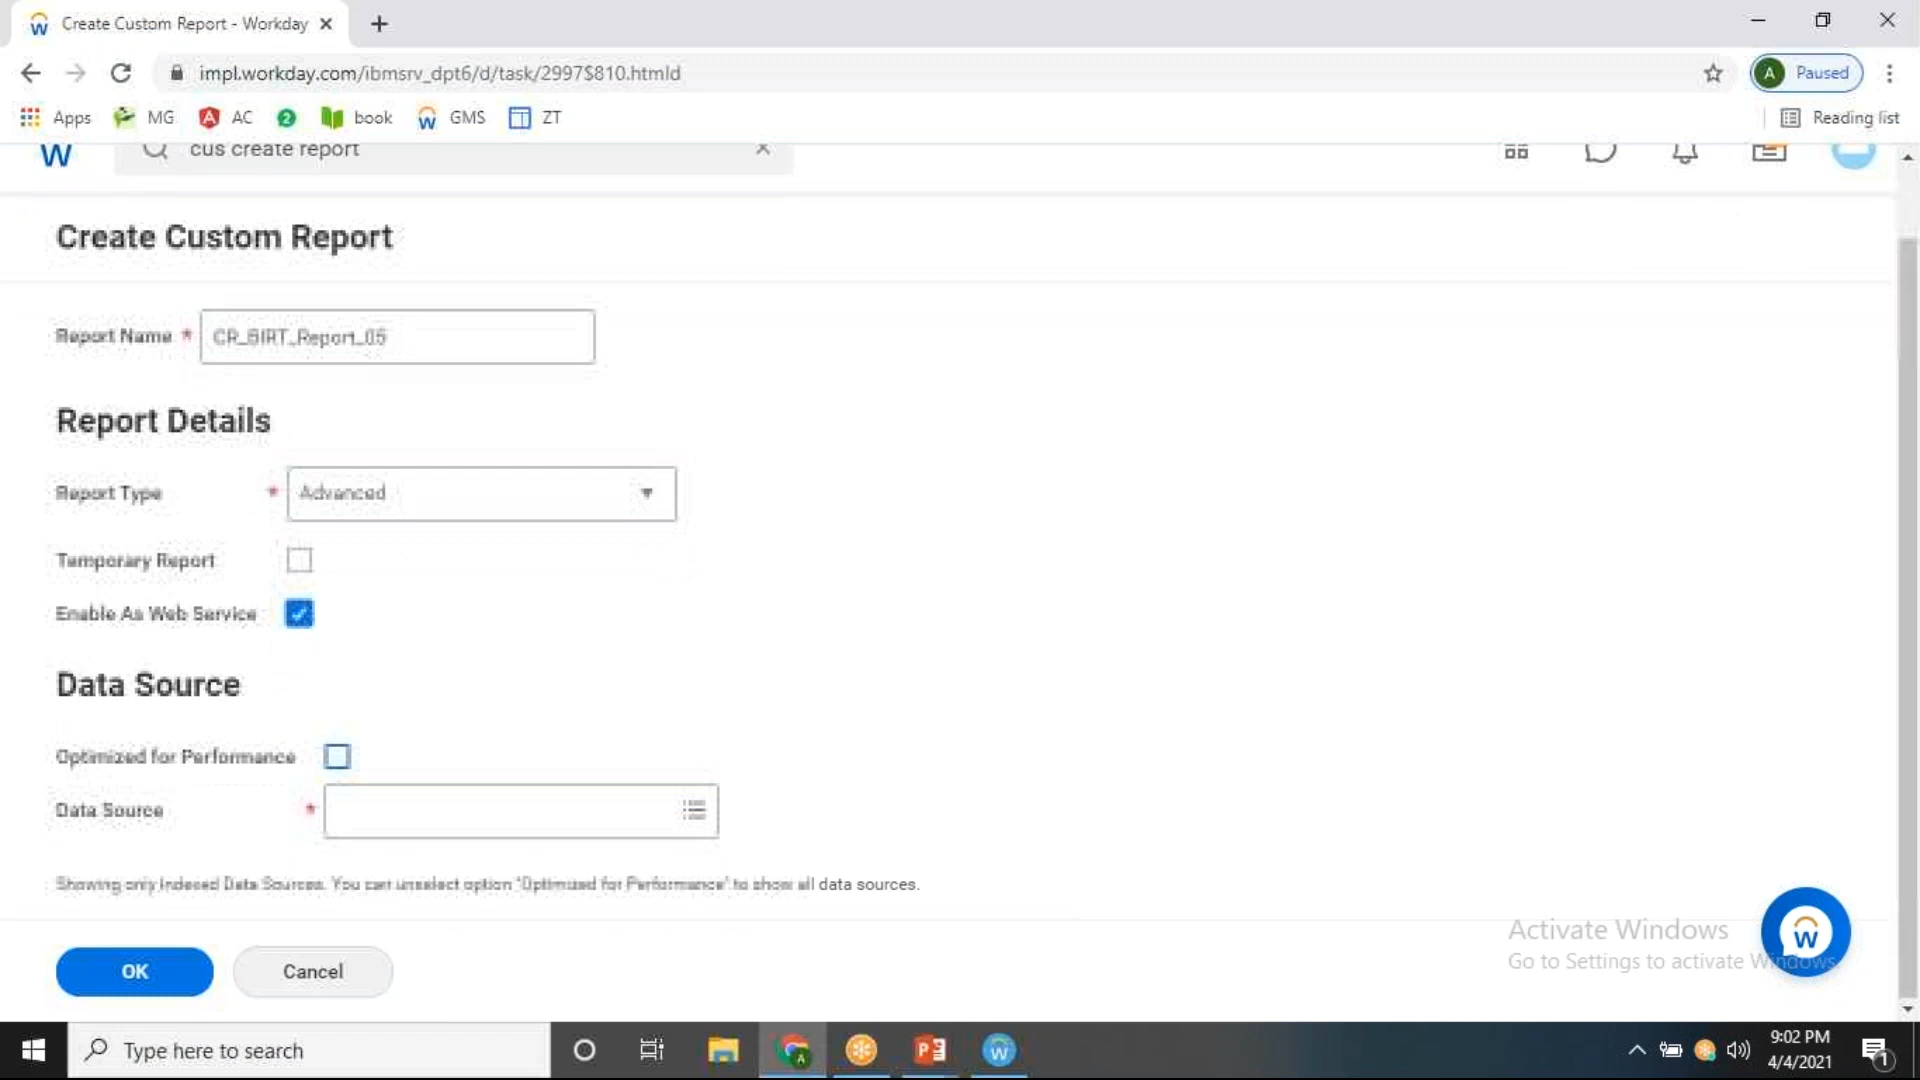 Create Custom Report - Workday
impl.workday.com/ibmsrv_dpt6/d/task/2997$810.htmld
A Paused
Apps MG AC 2 book GMS ZT Reading list
W cus create report
Create Custom Report
Report Name * CR_BIRT_Report_05
Report Details
Report Type * Advanced
Temporary Report
Enable As Web Service
Data Source
Optimized for Performance
Data Source *
Showing only Indexed Data Sources. You can unselect option 'Optimized for Performance' to show all data sources.
Activate Windows
Go to Settings to activate Windows.
OK Cancel
Type here to search
9:02 PM
4/4/2021
1